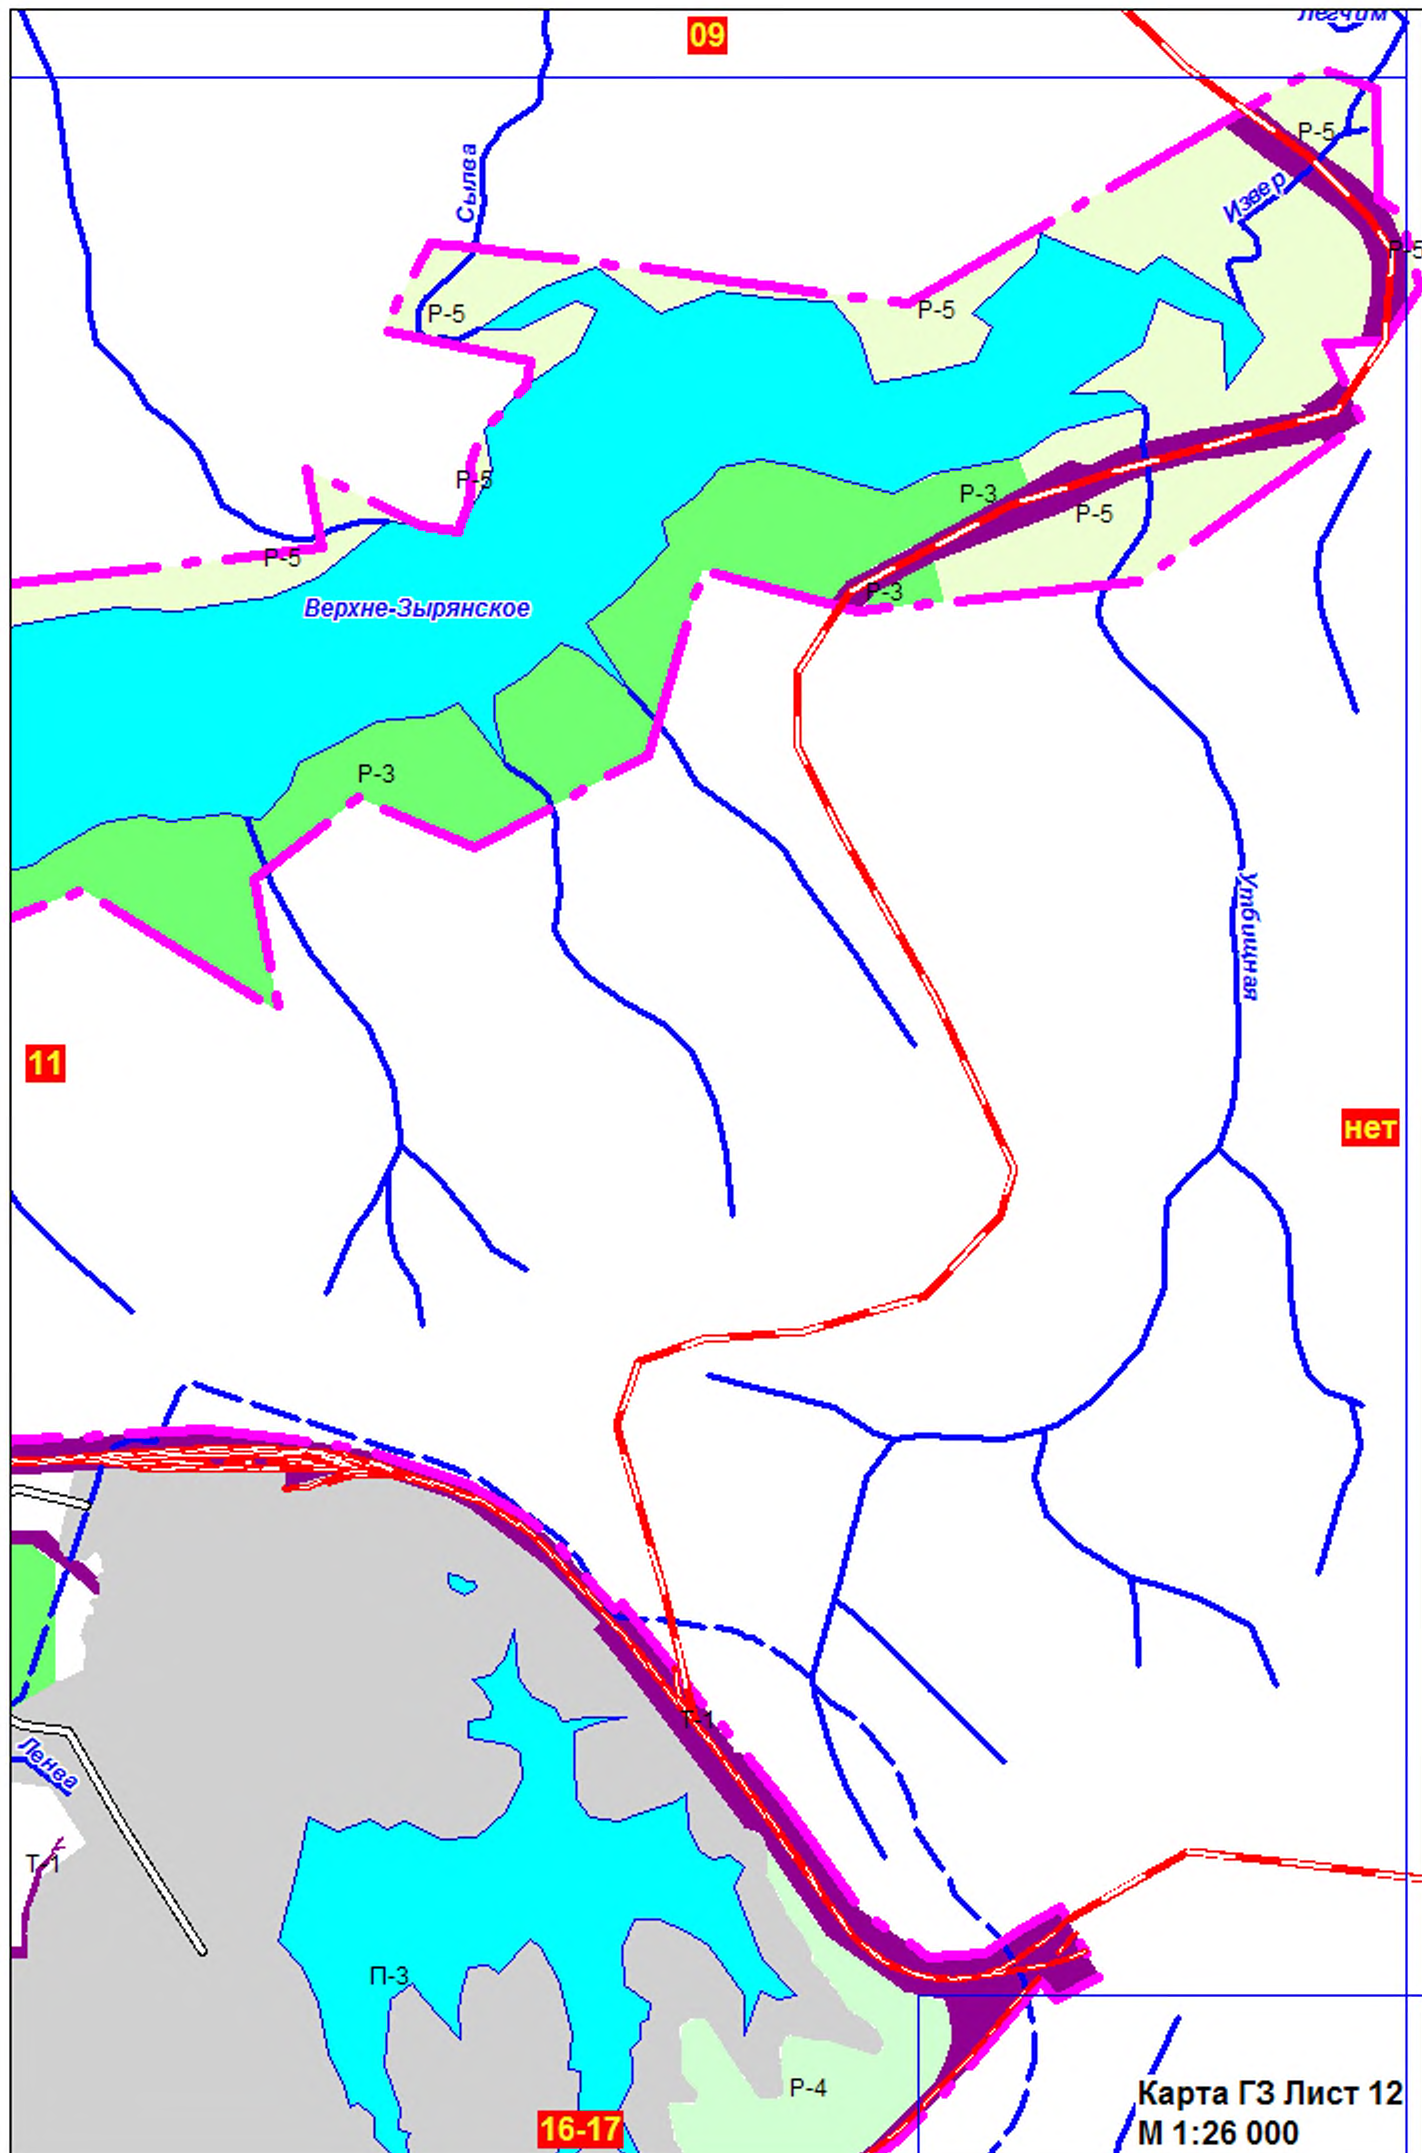 Легчим
09
Р-5
Сылва
Извер
Р-5
Р-5
Р-5
Р-5
Р-3
Р-5
Р-5
Р-3
Верхне-Зырянское
Р-3
Утбищная
11
нет
Т-1
Ленва
Т-1
П-3
Р-4
16-17
Карта ГЗ Лист 12
М 1:26 000